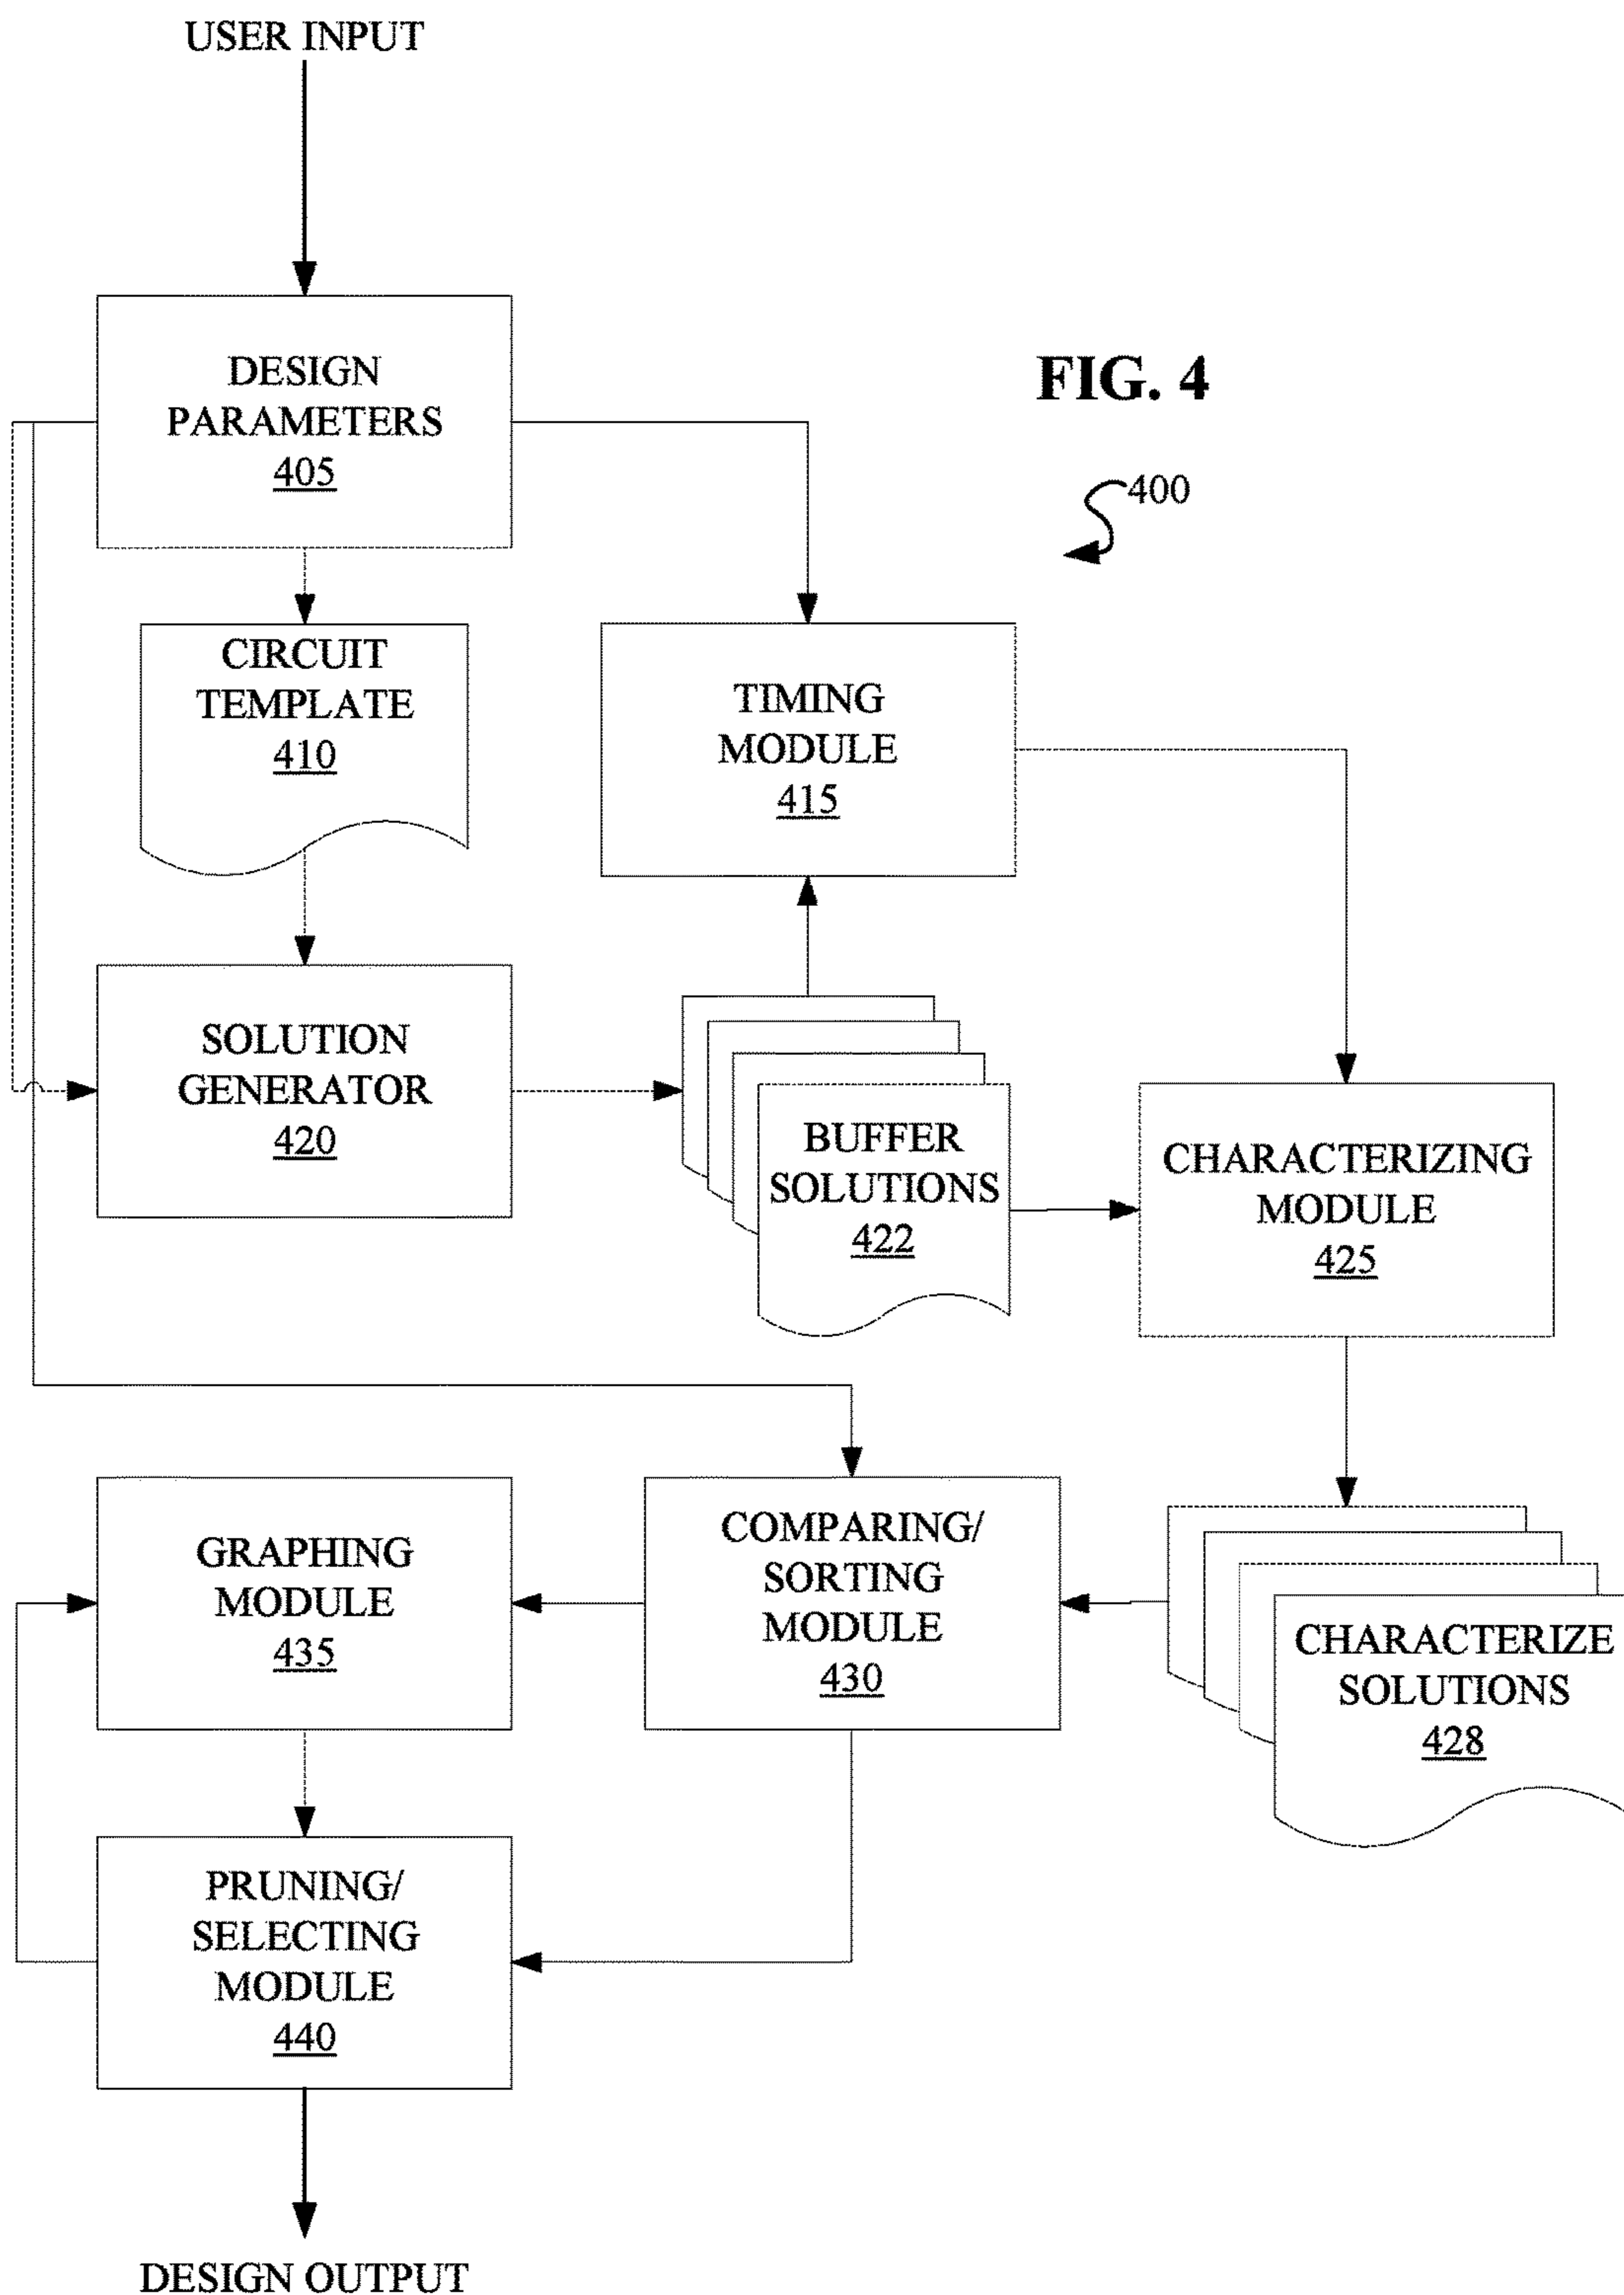 USER INPUT
DESIGN
PARAMETERS
405
FIG. 4
400
CIRCUIT
TEMPLATE
410
TIMING
MODULE
415
SOLUTION
GENERATOR
420
BUFFER
SOLUTIONS
422
CHARACTERIZING
MODULE
425
GRAPHING
MODULE
435
COMPARING/
SORTING
MODULE
430
CHARACTERIZE
SOLUTIONS
428
PRUNING/
SELECTING
MODULE
440
DESIGN OUTPUT